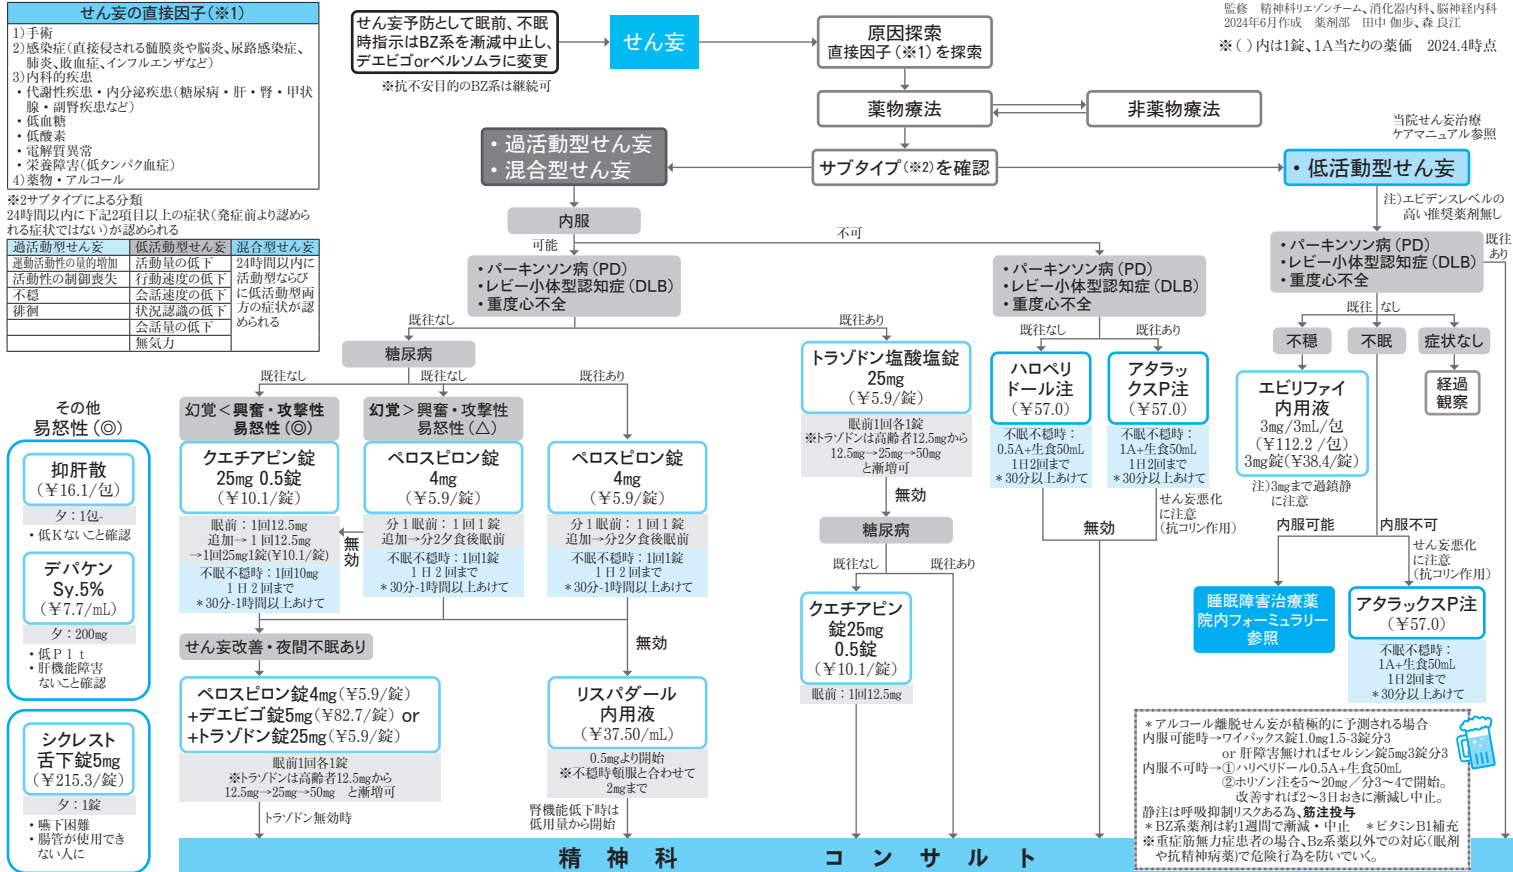 せん妄の直接因子(※1)
1)手術
2)感染症(直接侵される髄膜炎や脳炎、尿路感染症、
肺炎、敗血症、インフルエンザなど)
3)内科的疾患
・代謝性疾患・内分泌疾患(糖尿病・肝・腎・甲状
腺・副腎疾患など)
・低血糖
・低酸素
・電解質異常
・栄養障害(低タンパク血症)
4)薬物・アルコール
※2サブタイプによる分類
24時間以内に下記2項目以上の症状(発症前より認めら
れる症状ではない)が認められる
過活動型せん妄 低活動型せん妄 混合型せん妄
運動活動性の量的増加 活動量の低下 24時間以内に
活動性の制御喪失 行動速度の低下 活動型ならび
不穏 会話速度の低下 に低活動型両
徘徊 状況認識の低下 方の症状が認
会話量の低下 められる
無気力
せん妄予防として眠前、不眠
時指示はBZ系を漸減中止し、
デエビゴorベルソムラに変更
※抗不安目的のBZ系は継続可
せん妄
原因探索
直接因子(※1)を探索
監修 精神科リエゾンチーム、消化器内科、脳神経内科
2024年6月作成 薬剤部 田中 伽歩、森 良江
※( )内は1錠、1A当たりの薬価 2024.4時点
薬物療法
非薬物療法
当院せん妄治療
ケアマニュアル参照
・過活動型せん妄
・混合型せん妄
サブタイプ(※2)を確認
・低活動型せん妄
注)エビデンスレベルの
高い推奨薬剤無し
内服
可能
不可
・パーキンソン病(PD)
・レビー小体型認知症(DLB)
・重度心不全
・パーキンソン病(PD)
・レビー小体型認知症(DLB)
・重度心不全
・パーキンソン病(PD)
・レビー小体型認知症(DLB)
・重度心不全
既往
あり
既往なし
既往あり
既往なし
既往あり
既往 なし
糖尿病
既往なし
既往なし
既往あり
不穏
不眠
症状なし
経過
観察
その他
易怒性(◎)
抑肝散
(¥16.1/包)
夕:1包-
・低Kないこと確認
デパケン
Sy.5%
(¥7.7/mL)
夕:200mg
・低Plt
・肝機能障害
ないこと確認
シクレスト
舌下錠5mg
(¥215.3/錠)
夕:1錠
・嚥下困難
・腸管が使用でき
ない人に
幻覚<興奮・攻撃性
易怒性(◎)
クエチアピン錠
25mg 0.5錠
(¥10.1/錠)
眠前:1回12.5mg
追加→1回12.5mg
→1回25mg1錠(¥10.1/錠)
不眠不穏時:1回10mg
1日2回まで
*30分-1時間以上あけて
幻覚>興奮・攻撃性
易怒性(△)
ペロスピロン錠
4mg
(¥5.9/錠)
分1眠前:1回1錠
追加→分2夕食後眠前
不眠不穏時:1回1錠
1日2回まで
*30分-1時間以上あけて
無効
ペロスピロン錠
4mg
(¥5.9/錠)
分1眠前:1回1錠
追加→分2夕食後眠前
不眠不穏時:1回1錠
1日2回まで
*30分-1時間以上あけて
せん妄改善・夜間不眠あり
ペロスピロン錠4mg(¥5.9/錠)
+デエビゴ錠5mg(¥82.7/錠) or
+トラゾドン錠25mg(¥5.9/錠)
眠前1回各1錠
※トラゾドンは高齢者12.5mgから
12.5mg→25mg→50mg と漸増可
トラゾドン無効時
無効
リスパダール
内用液
(¥37.50/mL)
0.5mgより開始
※不穏時頓服と合わせて
2mgまで
腎機能低下時は
低用量から開始
トラゾドン塩酸塩錠
25mg
(¥5.9/錠)
眠前1回各1錠
※トラゾドンは高齢者12.5mgから
12.5mg→25mg→50mg
と漸増可
無効
糖尿病
既往なし
既往あり
クエチアピン
錠25mg
0.5錠
(¥10.1/錠)
眠前:1回12.5mg
ハロペリ
ドール注
(¥57.0)
不眠不穏時:
0.5A+生食50mL
1日2回まで
*30分以上あけて
アタラッ
クスP注
(¥57.0)
不眠不穏時:
1A+生食50mL
1日2回まで
*30分以上あけて
せん妄悪化
に注意
(抗コリン作用)
無効
エビリファイ
内用液
3mg/3mL/包
(¥112.2 /包)
3mg錠(¥38.4/錠)
注)3mgまで過鎮静
に注意
内服可能
内服不可
せん妄悪化
に注意
(抗コリン作用)
睡眠障害治療薬
院内フォーミュラリー
参照
アタラックスP注
(¥57.0)
不眠不穏時:
1A+生食50mL
1日2回まで
*30分以上あけて
*アルコール離脱せん妄が積極的に予測される場合
内服可能時→ワイパックス錠1.0mg1.5-3錠分3
or 肝障害無ければセルシン錠5mg3錠分3
内服不可時→①ハリペリドール0.5A+生食50mL
②ホリゾン注を5~20mg/分3~4で開始。
改善すれば2~3日おきに漸減し中止。
静注は呼吸抑制リスクある為、筋注投与
*BZ系薬剤は約1週間で漸減・中止 *ビタミンB1補充
※重症筋無力症患者の場合、Bz系薬以外での対応(眠剤
や抗精神病薬)で危険行為を防いでいく。
精神科 コンサルト